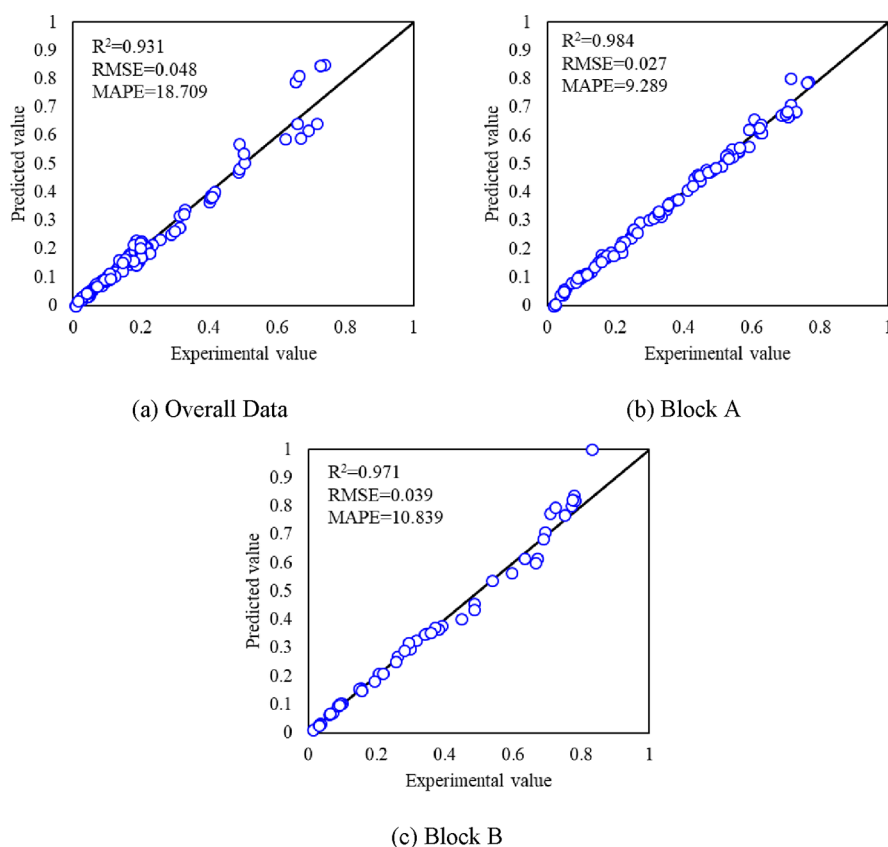 R²=0.931
RMSE=0.048
MAPE=18.709
1
0.9
0.8
0.7
0.6
0.5
0.4
0.3
0.2
0.1
0
Predicted value
0 0.2 0.4 0.6 0.8 1
Experimental value
(a) Overall Data
R²=0.984
RMSE=0.027
MAPE=9.289
1
0.9
0.8
0.7
0.6
0.5
0.4
0.3
0.2
0.1
0
Predicted value
0 0.2 0.4 0.6 0.8 1
Experimental value
(b) Block A
R²=0.971
RMSE=0.039
MAPE=10.839
1
0.9
0.8
0.7
0.6
0.5
0.4
0.3
0.2
0.1
0
Predicted value
0 0.2 0.4 0.6 0.8 1
Experimental value
(c) Block B